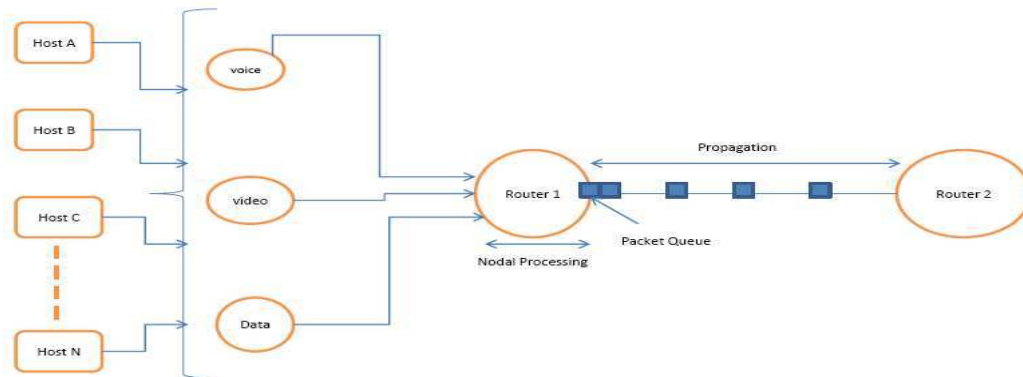 Host A
Host B
Host C
Host N
voice
video
Data
Router 1
Nodal Processing
Packet Queue
Propagation
Router 2